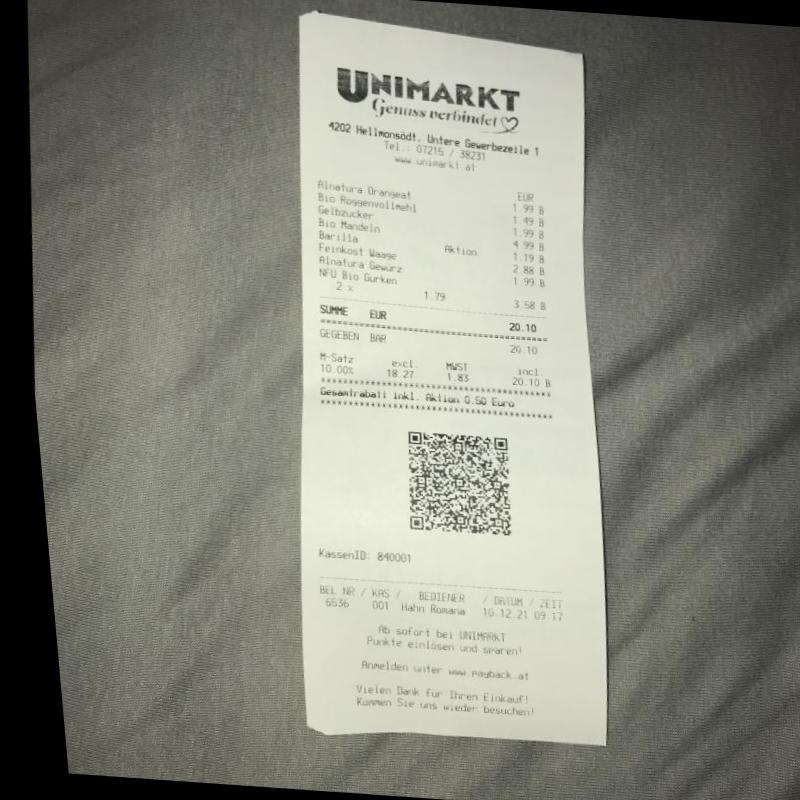 UNIMARKT
Genuss verbindet
4202 Hellmonsödt, Untere Gewerbezeile 1
Tel.: 07215 / 38231
www.unimarkt.at
EUR
Alnatura Orangeat 1.99 B
Bio Roggenvollmehl 1.49 B
Gelbzucker 1.99 B
Bio Mandeln 4.99 B
Barilla Aktion 1.19 B
Feinkost Waage 2.88 B
Alnatura Gewürz 1.99 B
NFU Bio Gurken
2 x 1.79 3.58 B
SUMME EUR 20.10
GEGEBEN BAR 20.10
M-Satz excl. MWST incl.
10.00% 18.27 1.83 20.10 B
Gesamtrabatt inkl. Aktion 0.50 Euro
KassenID: 840001
BEL NR / KAS / BEDIENER / DATUM / ZEIT
6536 001 Hahn Romana 10.12.21 09.17
Ab sofort bei UNIMARKT
Punkte einlösen und sparen!
Anmelden unter www.payback.at
Vielen Dank für Ihren Einkauf!
Kommen Sie uns wieder besuchen!